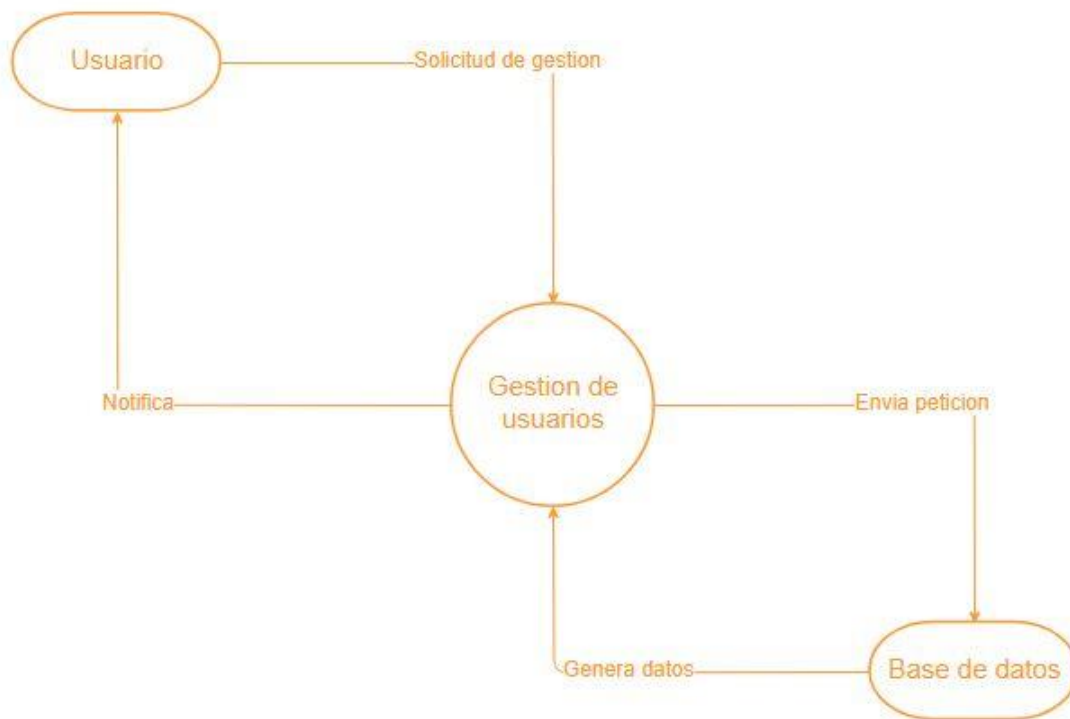 Usuario
Solicitud de gestion
Gestion de
usuarios
Notifica
Envia peticion
Genera datos
Base de datos